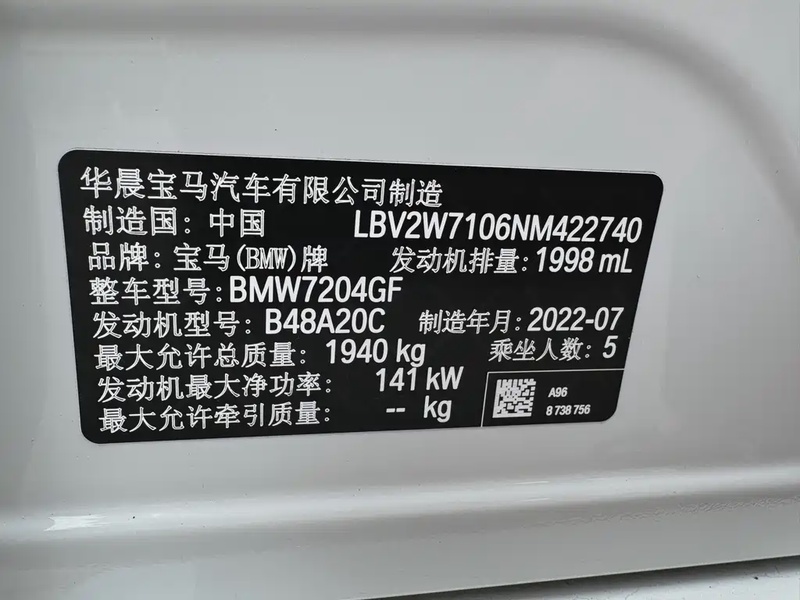 华晨宝马汽车有限公司制造
制造国: 中国 LBV2W7106NM422740
品牌: 宝马(BMW)牌 发动机排量: 1998 mL
整车型号: BMW7204GF
发动机型号: B48A20C 制造年月: 2022-07
最大允许总质量: 1940 kg 乘坐人数: 5
发动机最大净功率: 141 kW
最大允许牵引质量: -- kg
A96
8 738 756